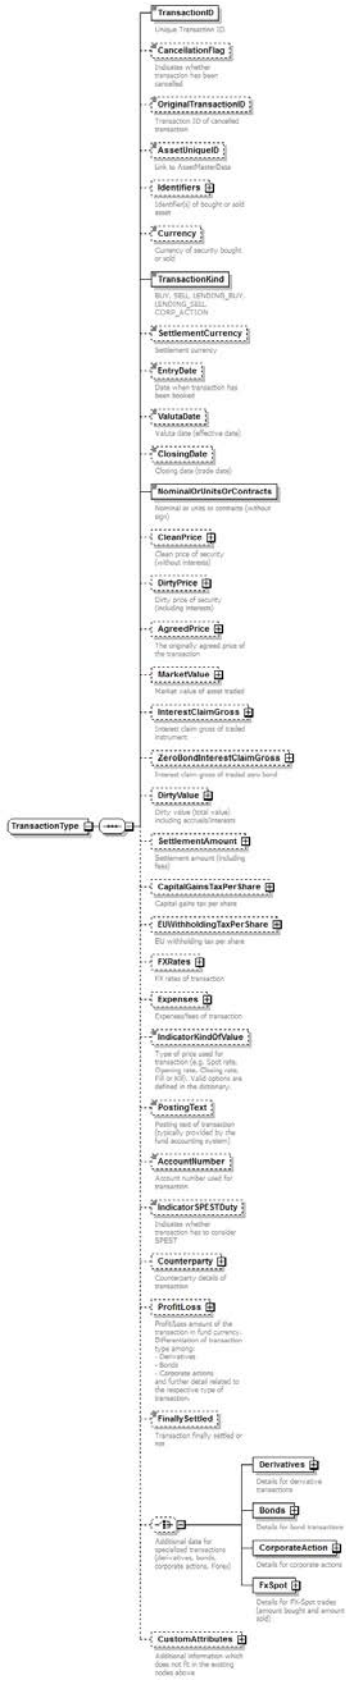 TransactionID
Unique Transaction ID
CancellationFlag
Indicates whether
transaction has been
cancelled
OriginalTransactionID
Transaction ID of cancelled
transaction
AssetUniqueID
Link to AssetMasterData
Identifiers
Identifier(s) of bought or sold
asset
Currency
Currency of security bought
or sold
TransactionKind
BUY, SELL, LENDING_BUY,
LENDING_SELL,
CORP_ACTION
SettlementCurrency
Settlement currency
EntryDate
Date when transaction has
been booked
ValutaDate
Valuta date (effective date)
ClosingDate
Closing date (trade date)
NominalOrUnitsOrContracts
Nominal or units or contracts (without
sign)
CleanPrice
Clean price of security
(without interests)
DirtyPrice
Dirty price of security
(including interests)
AgreedPrice
The originally agreed price of
the transaction
MarketValue
Market value of asset traded
InterestClaimGross
Interest claim gross of traded
instrument
ZeroBondInterestClaimGross
Interest claim gross of traded zero bond
DirtyValue
Dirty value (total value)
including accruals/interests
TransactionType
SettlementAmount
Settlement amount (including
fees)
CapitalGainsTaxPerShare
Capital gains tax per share
EUWithholdingTaxPerShare
EU withholding tax per share
FXRates
FX rates of transaction
Expenses
Expenses/fees of transaction
IndicatorKindOfValue
Type of price used for
transaction (e.g. Spot rate,
Opening rate, Closing rate,
Fill or Kill). Valid options are
defined in the dictionary.
PostingText
Posting text of transaction
(typically provided by the
fund accounting system)
AccountNumber
Account number used for
transaction
IndicatorSPESTDuty
Indicates whether
transaction has to consider
SPEST
Counterparty
Counterparty details of
transaction
ProfitLoss
Profit/Loss amount of the
transaction in fund currency.
Differentiation of transaction
type among:
- Derivatives
- Bonds
- Corporate actions
and further detail related to
the respective type of
transaction.
FinallySettled
Transaction finally settled or
not
Additional data for
specialized transactions
(derivatives, bonds,
corporate actions, Forex)
Derivatives
Details for derivative
transactions
Bonds
Details for bond transactions
CorporateAction
Details for corporate actions
FxSpot
Details for FX-Spot trades
(amount bought and amount
sold)
CustomAttributes
Additional information which
does not fit in the existing
nodes above